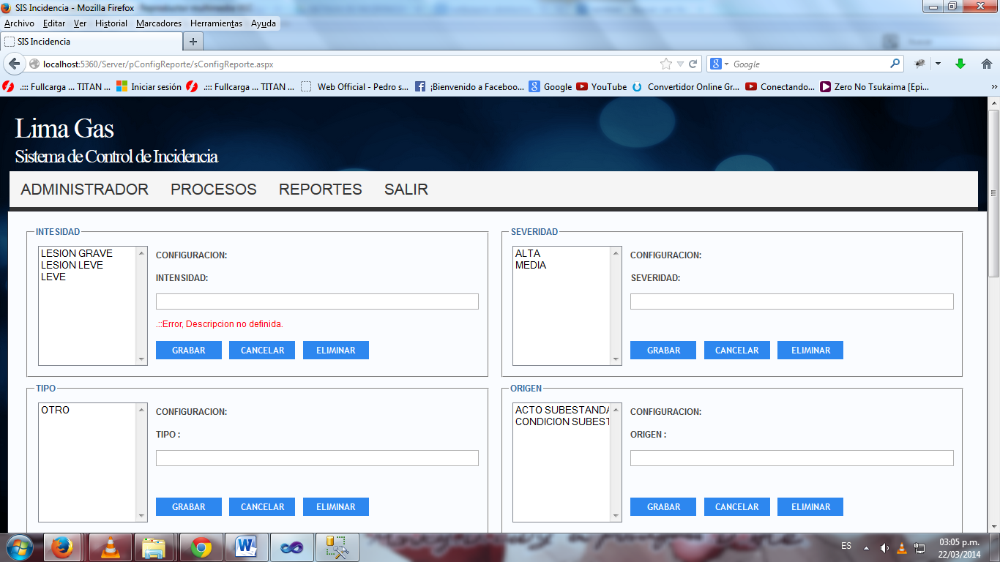 SIS Incidencia - Mozilla Firefox
Archivo Editar Ver Historial Marcadores Herramientas Ayuda
SIS Incidencia
localhost:5360/Server/pConfigReporte/sConfigReporte.aspx
Google
.::: Fullcarga ... TITAN ... Iniciar sesión .::: Fullcarga ... TITAN ... Web Official - Pedro s... ¡Bienvenido a Faceboo... Google YouTube Convertidor Online Gr... Conectando... Zero No Tsukaima [Epi...
Lima Gas
Sistema de Control de Incidencia
ADMINISTRADOR PROCESOS REPORTES SALIR
INTESIDAD
LESION GRAVE
LESION LEVE
LEVE
CONFIGURACION:
INTENSIDAD:
.::Error, Descripcion no definida.
GRABAR CANCELAR ELIMINAR
SEVERIDAD
ALTA
MEDIA
CONFIGURACION:
SEVERIDAD:
GRABAR CANCELAR ELIMINAR
TIPO
OTRO
CONFIGURACION:
TIPO :
GRABAR CANCELAR ELIMINAR
ORIGEN
ACTO SUBESTANDA
CONDICION SUBEST
CONFIGURACION:
ORIGEN :
GRABAR CANCELAR ELIMINAR
ES
03:05 p.m.
22/03/2014